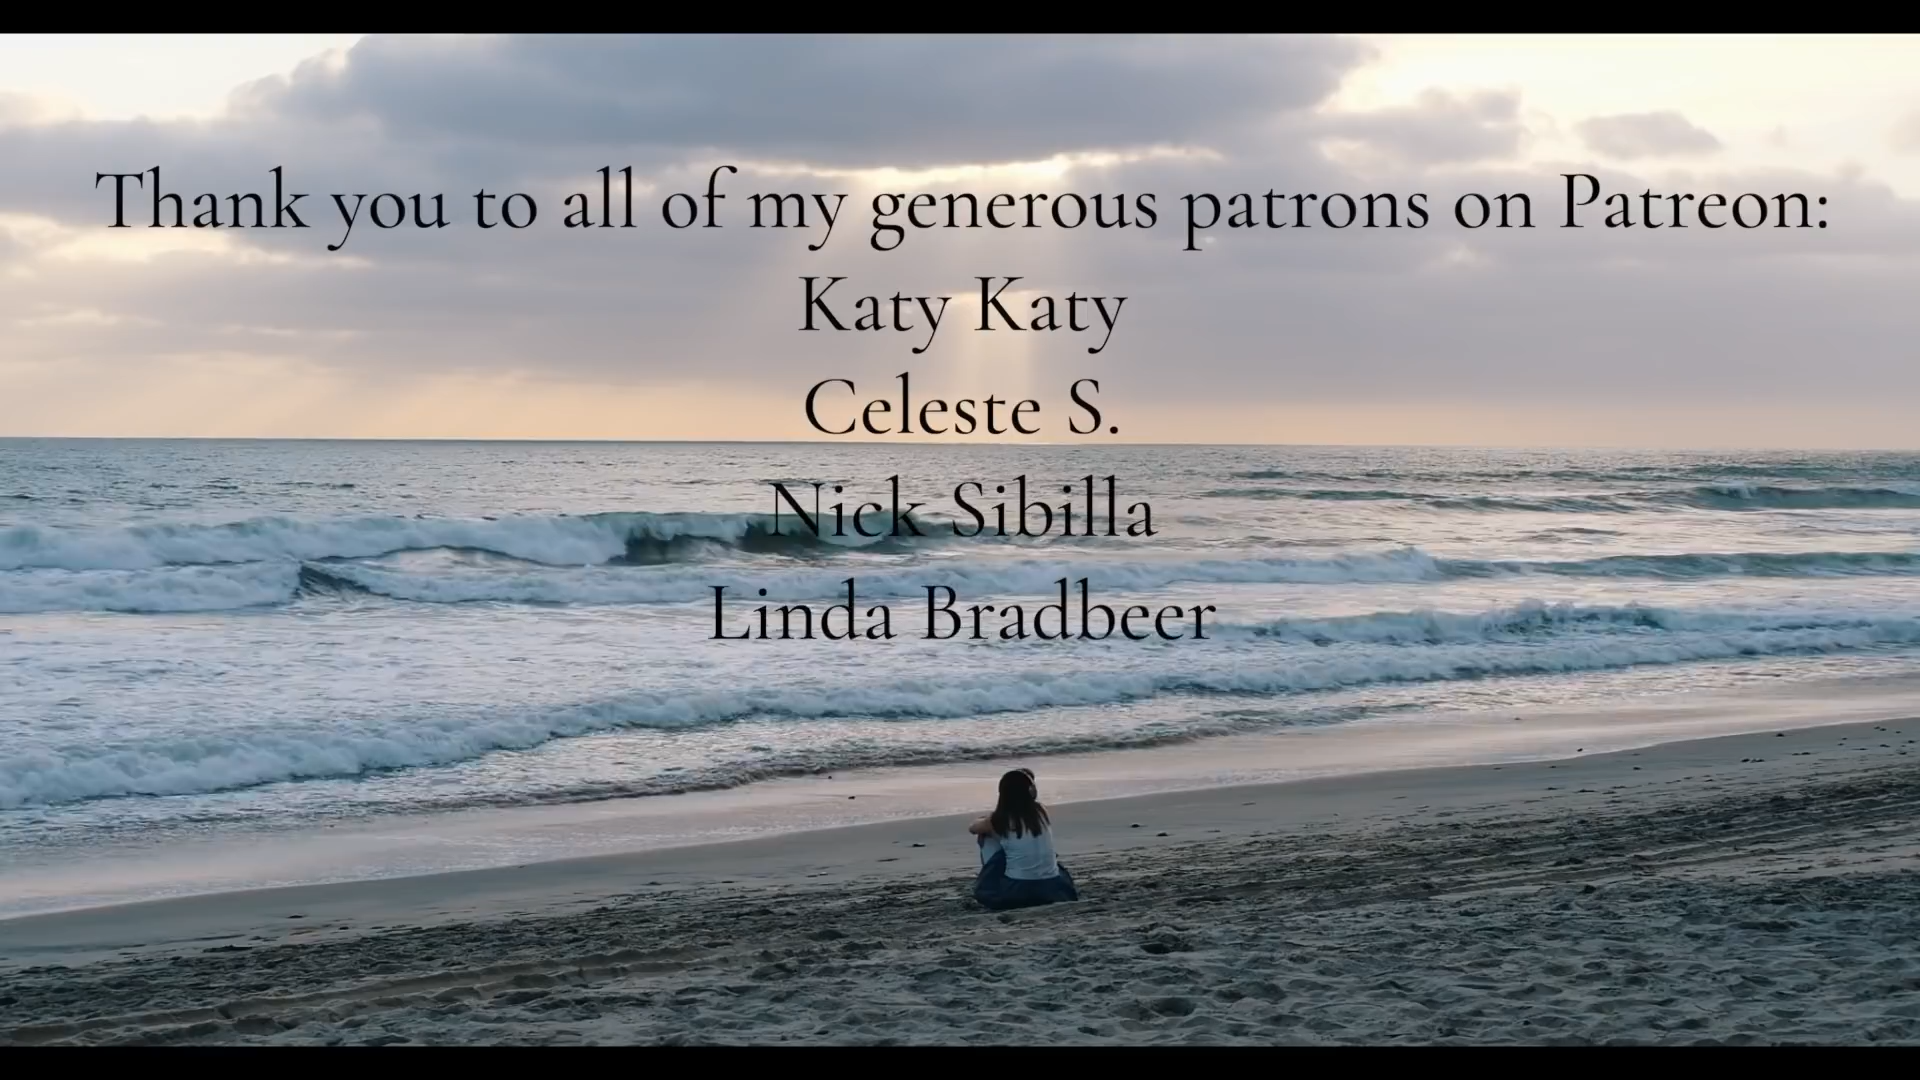 Thank you to all of my generous patrons on Patreon:
Katy Katy
Celeste S.
Nick Sibilla
Linda Bradbeer